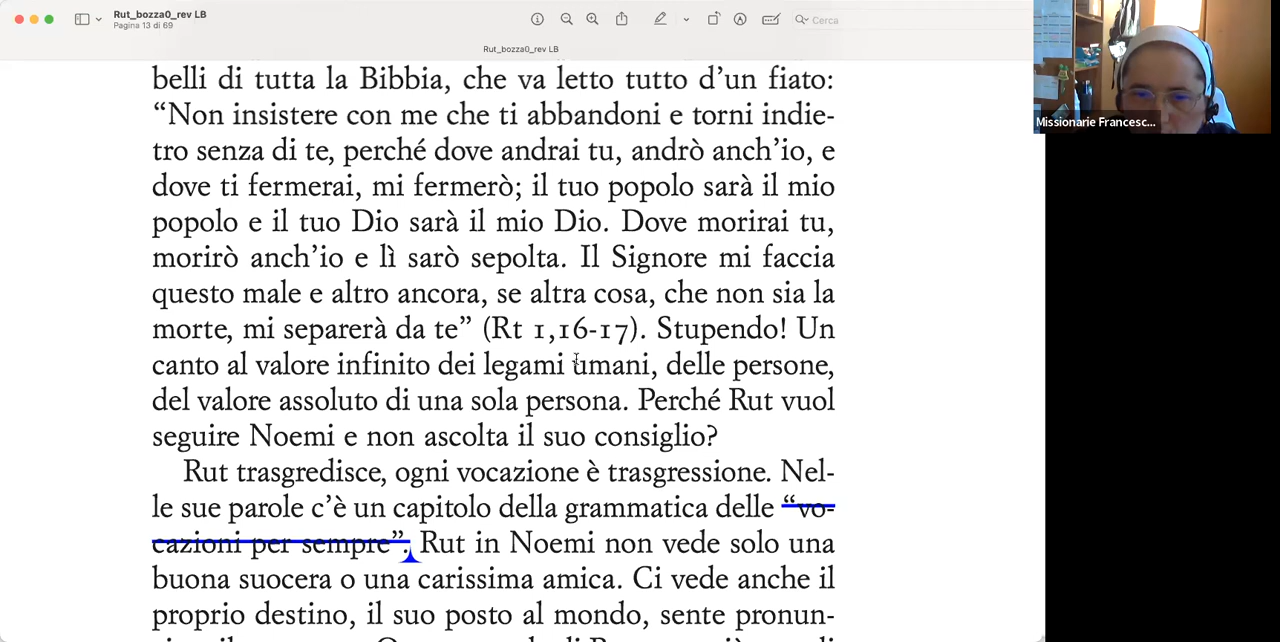 Rut_bozza0_rev LB
Pagina 13 di 69
Cerca
Rut_bozza0_rev LB
belli di tutta la Bibbia, che va letto tutto d’un fiato:
“Non insistere con me che ti abbandoni e torni indie-
tro senza di te, perché dove andrai tu, andrò anch’io, e
dove ti fermerai, mi fermerò; il tuo popolo sarà il mio
popolo e il tuo Dio sarà il mio Dio. Dove morirai tu,
morirò anch’io e lì sarò sepolta. Il Signore mi faccia
questo male e altro ancora, se altra cosa, che non sia la
morte, mi separerà da te” (Rt 1,16-17). Stupendo! Un
canto al valore infinito dei legami umani, delle persone,
del valore assoluto di una sola persona. Perché Rut vuol
seguire Noemi e non ascolta il suo consiglio?
Rut trasgredisce, ogni vocazione è trasgressione. Nel-
le sue parole c’è un capitolo della grammatica delle “vo-
cazioni per sempre”. Rut in Noemi non vede solo una
buona suocera o una carissima amica. Ci vede anche il
proprio destino, il suo posto al mondo, sente pronun-
Missionarie Francesc...